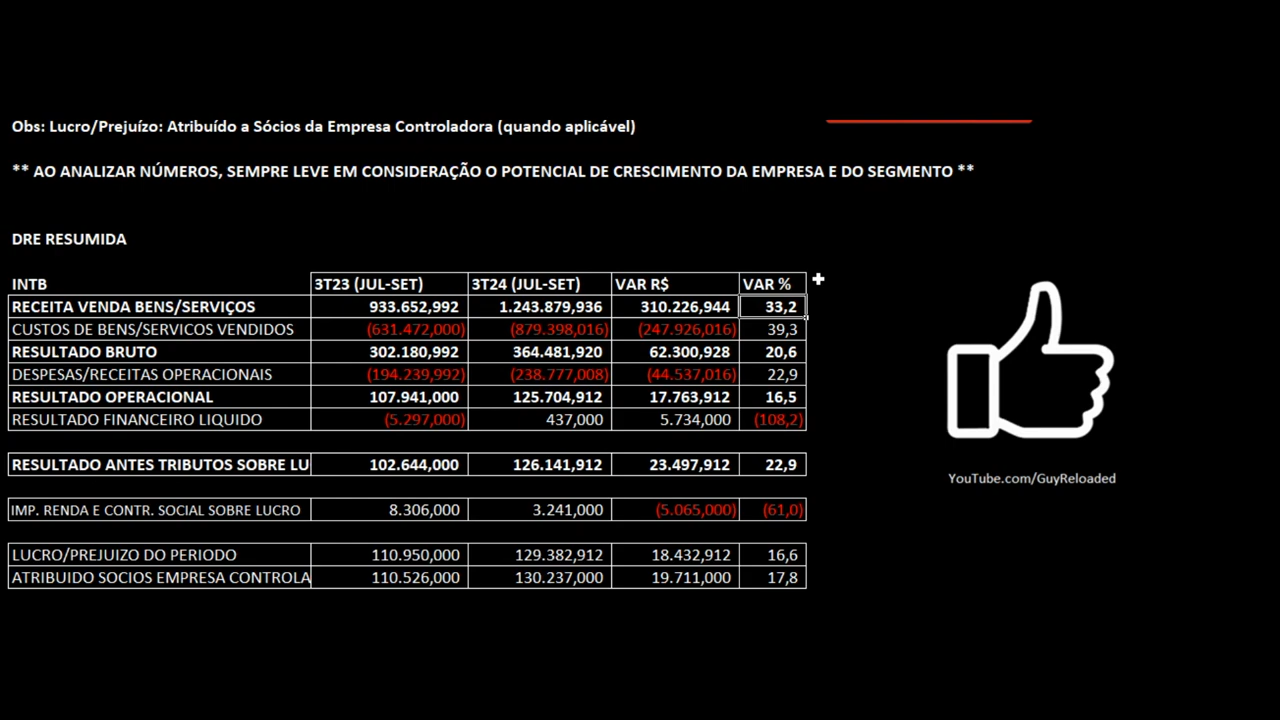 Obs: Lucro/Prejuízo: Atribuído a Sócios da Empresa Controladora (quando aplicável)
** AO ANALIZAR NÚMEROS, SEMPRE LEVE EM CONSIDERAÇÃO O POTENCIAL DE CRESCIMENTO DA EMPRESA E DO SEGMENTO **
DRE RESUMIDA
INTB 3T23 (JUL-SET) 3T24 (JUL-SET) VAR R$ VAR %
RECEITA VENDA BENS/SERVIÇOS 933.652,992 1.243.879,936 310.226,944 33,2
CUSTOS DE BENS/SERVICOS VENDIDOS (631.472,000) (879.398,016) (247.926,016) 39,3
RESULTADO BRUTO 302.180,992 364.481,920 62.300,928 20,6
DESPESAS/RECEITAS OPERACIONAIS (194.239,992) (238.777,008) (44.537,016) 22,9
RESULTADO OPERACIONAL 107.941,000 125.704,912 17.763,912 16,5
RESULTADO FINANCEIRO LIQUIDO (5.297,000) 437,000 5.734,000 (108,2)
RESULTADO ANTES TRIBUTOS SOBRE LU 102.644,000 126.141,912 23.497,912 22,9
IMP. RENDA E CONTR. SOCIAL SOBRE LUCRO 8.306,000 3.241,000 (5.065,000) (61,0)
LUCRO/PREJUIZO DO PERIODO 110.950,000 129.382,912 18.432,912 16,6
ATRIBUIDO SOCIOS EMPRESA CONTROLA 110.526,000 130.237,000 19.711,000 17,8
YouTube.com/GuyReloaded